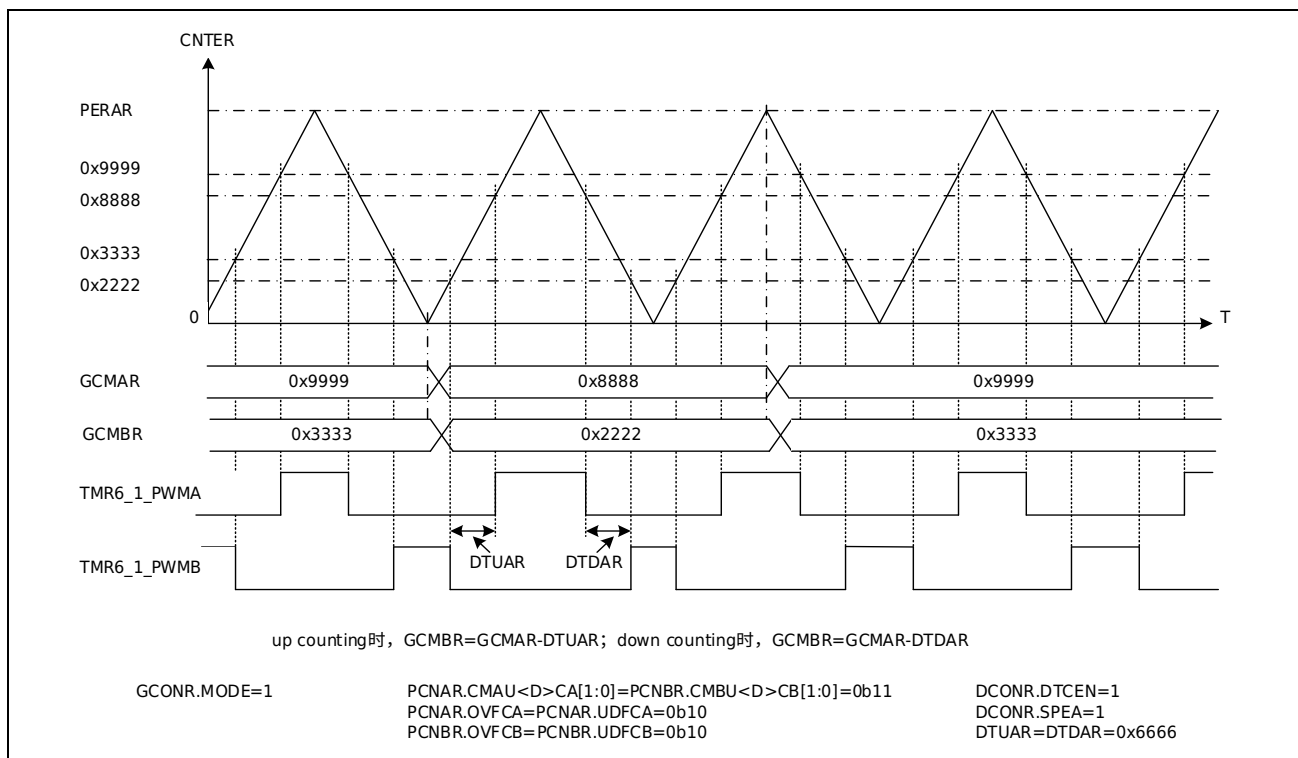 CNTER
PERAR
0x9999
0x8888
0x3333
0x2222
0
T
GCMAR 0x9999 0x8888 0x9999
GCMBR 0x3333 0x2222 0x3333
TMR6_1_PWMA
DTUAR DTDAR
TMR6_1_PWMB
up counting时，GCMBR=GCMAR-DTUAR；down counting时，GCMBR=GCMAR-DTDAR
GCONR.MODE=1 PCNAR.CMAU<D>CA[1:0]=PCNBR.CMBU<D>CB[1:0]=0b11 DCONR.DTCEN=1
PCNAR.OVFCA=PCNAR.UDFCA=0b10 DCONR.SPEA=1
PCNBR.OVFCB=PCNBR.UDFCB=0b10 DTUAR=DTDAR=0x6666